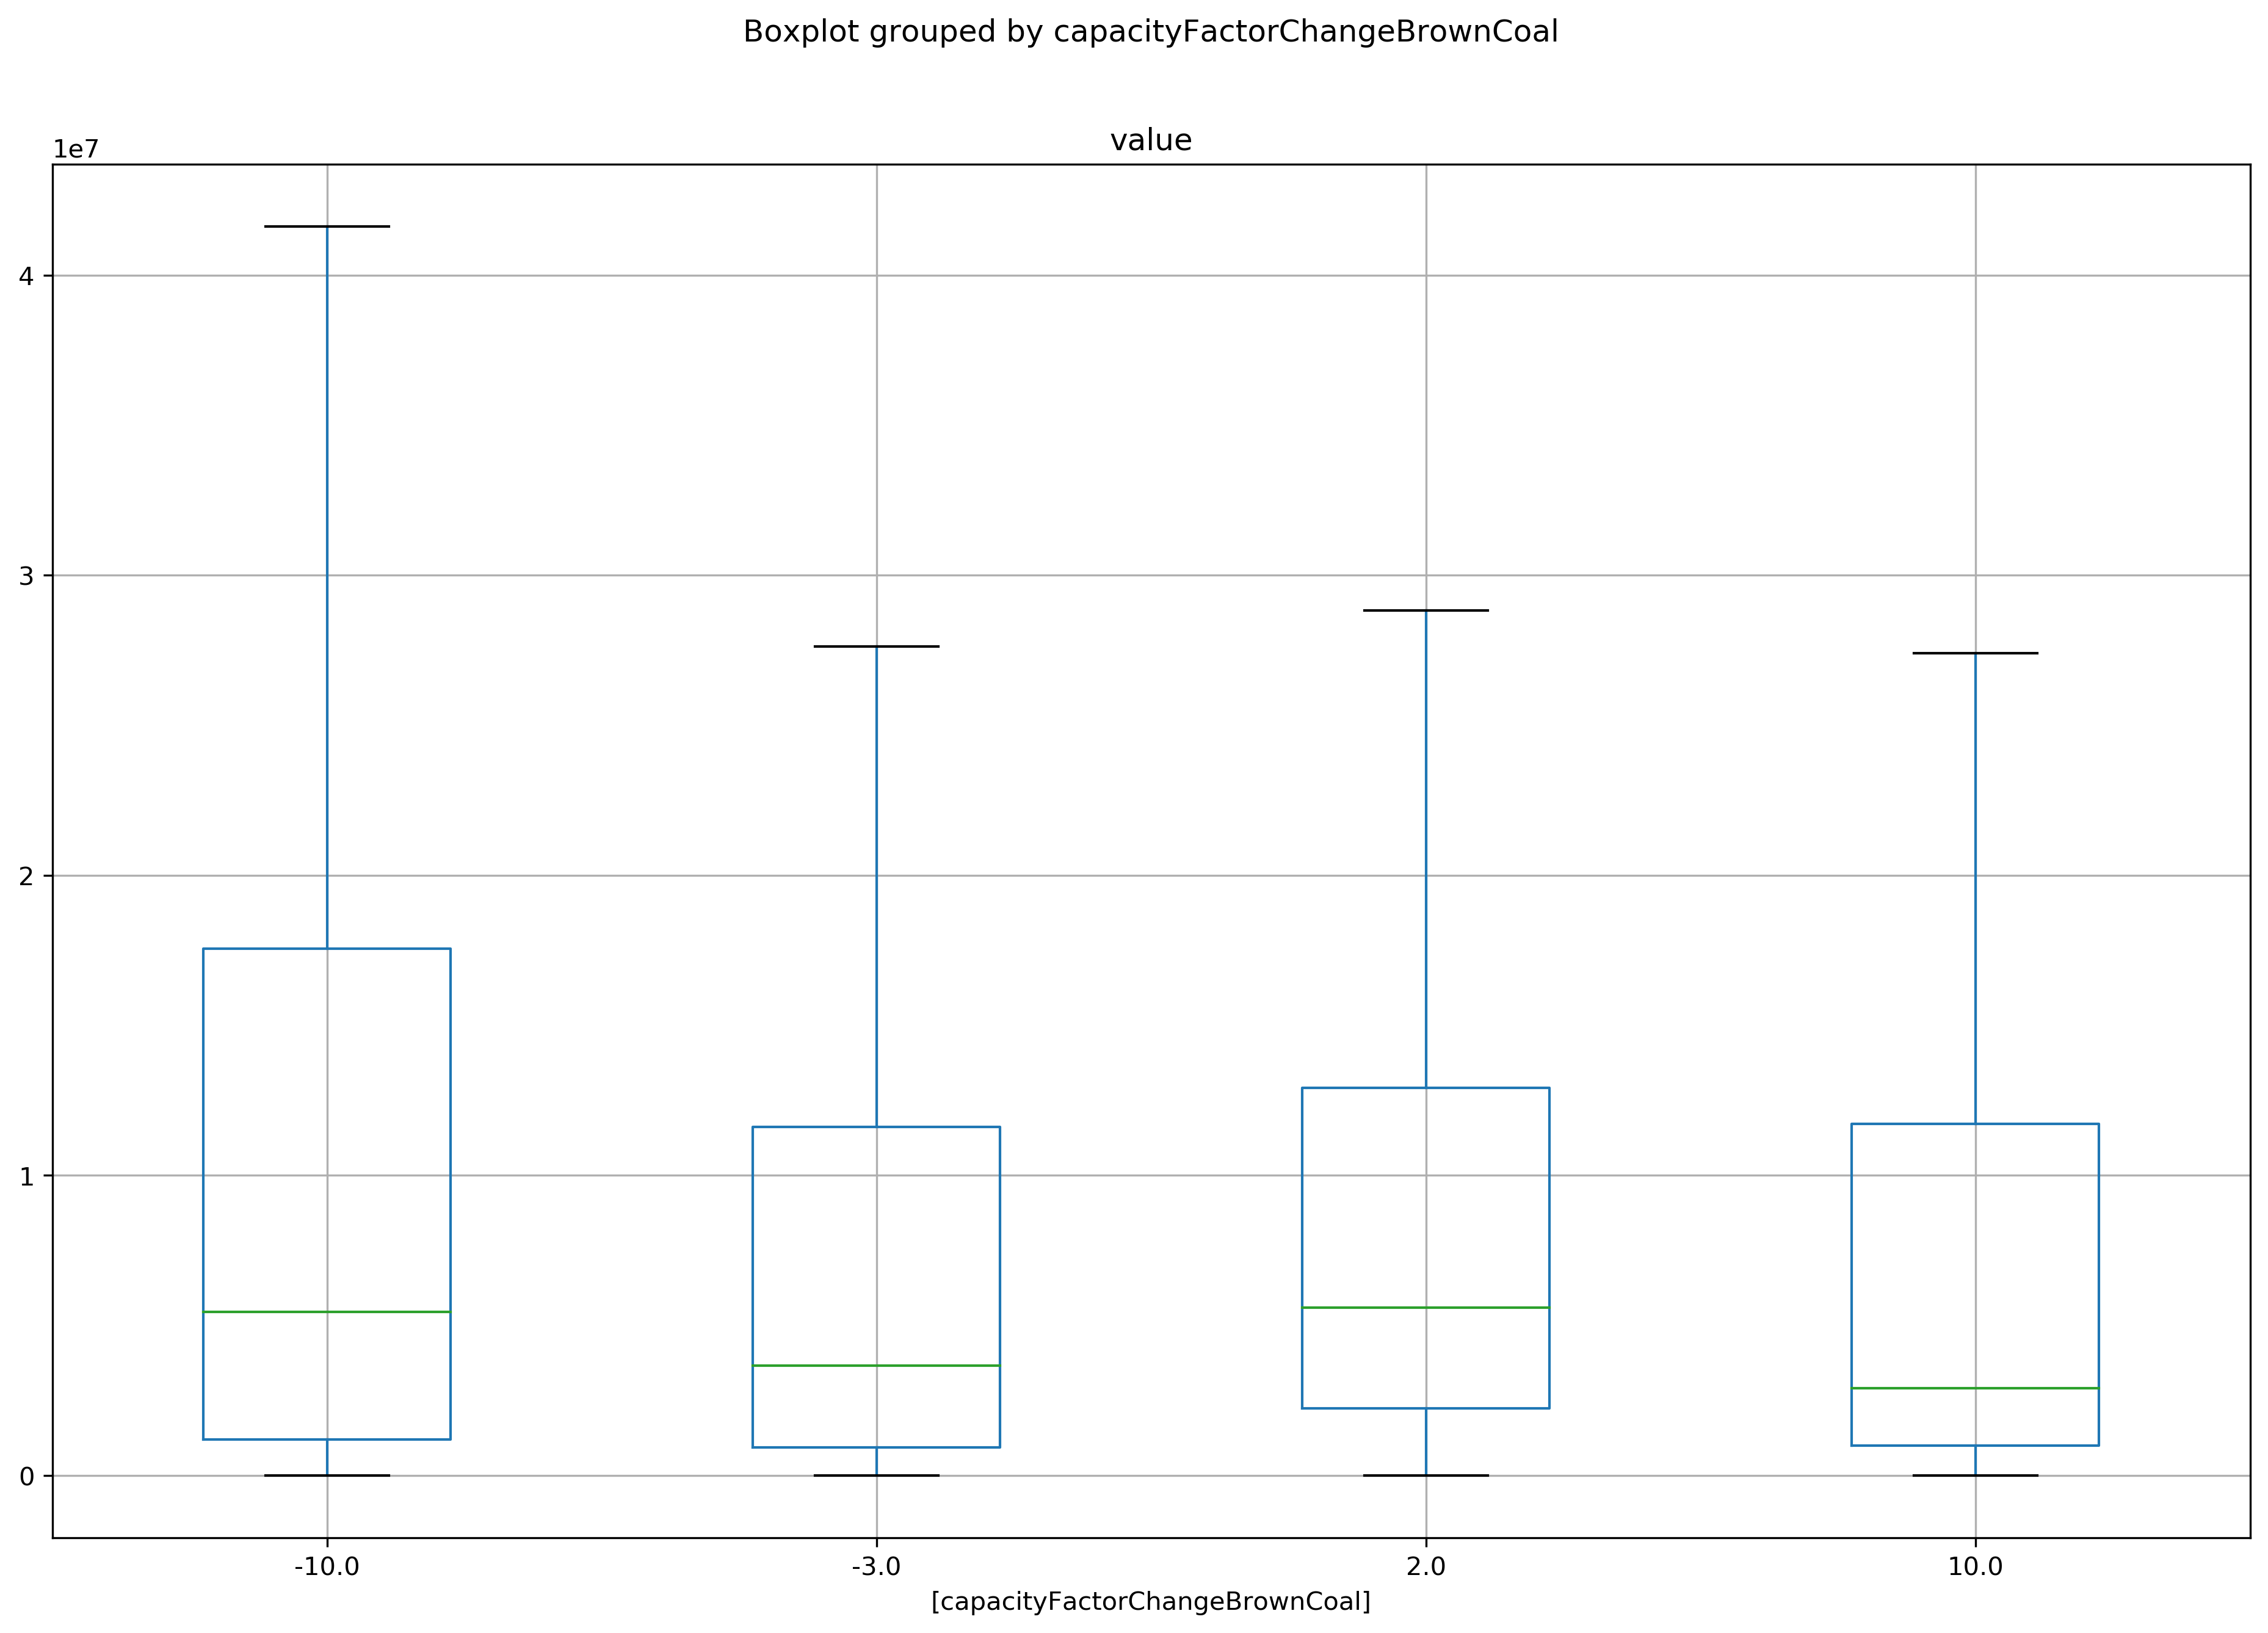 Boxplot grouped by capacityFactorChangeBrownCoal
value
1e7
4
3
2
1
0
-10.0 -3.0 2.0 10.0
[capacityFactorChangeBrownCoal]